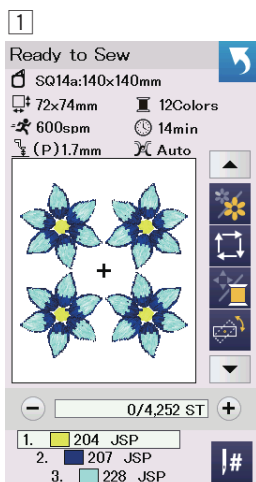 1
Ready to Sew
SQ14a:140x140mm
72x74mm 12Colors
600spm 14min
(P)1.7mm Auto
+
− 0/4,252 ST +
1. 204 JSP
2. 207 JSP
3. 228 JSP
#